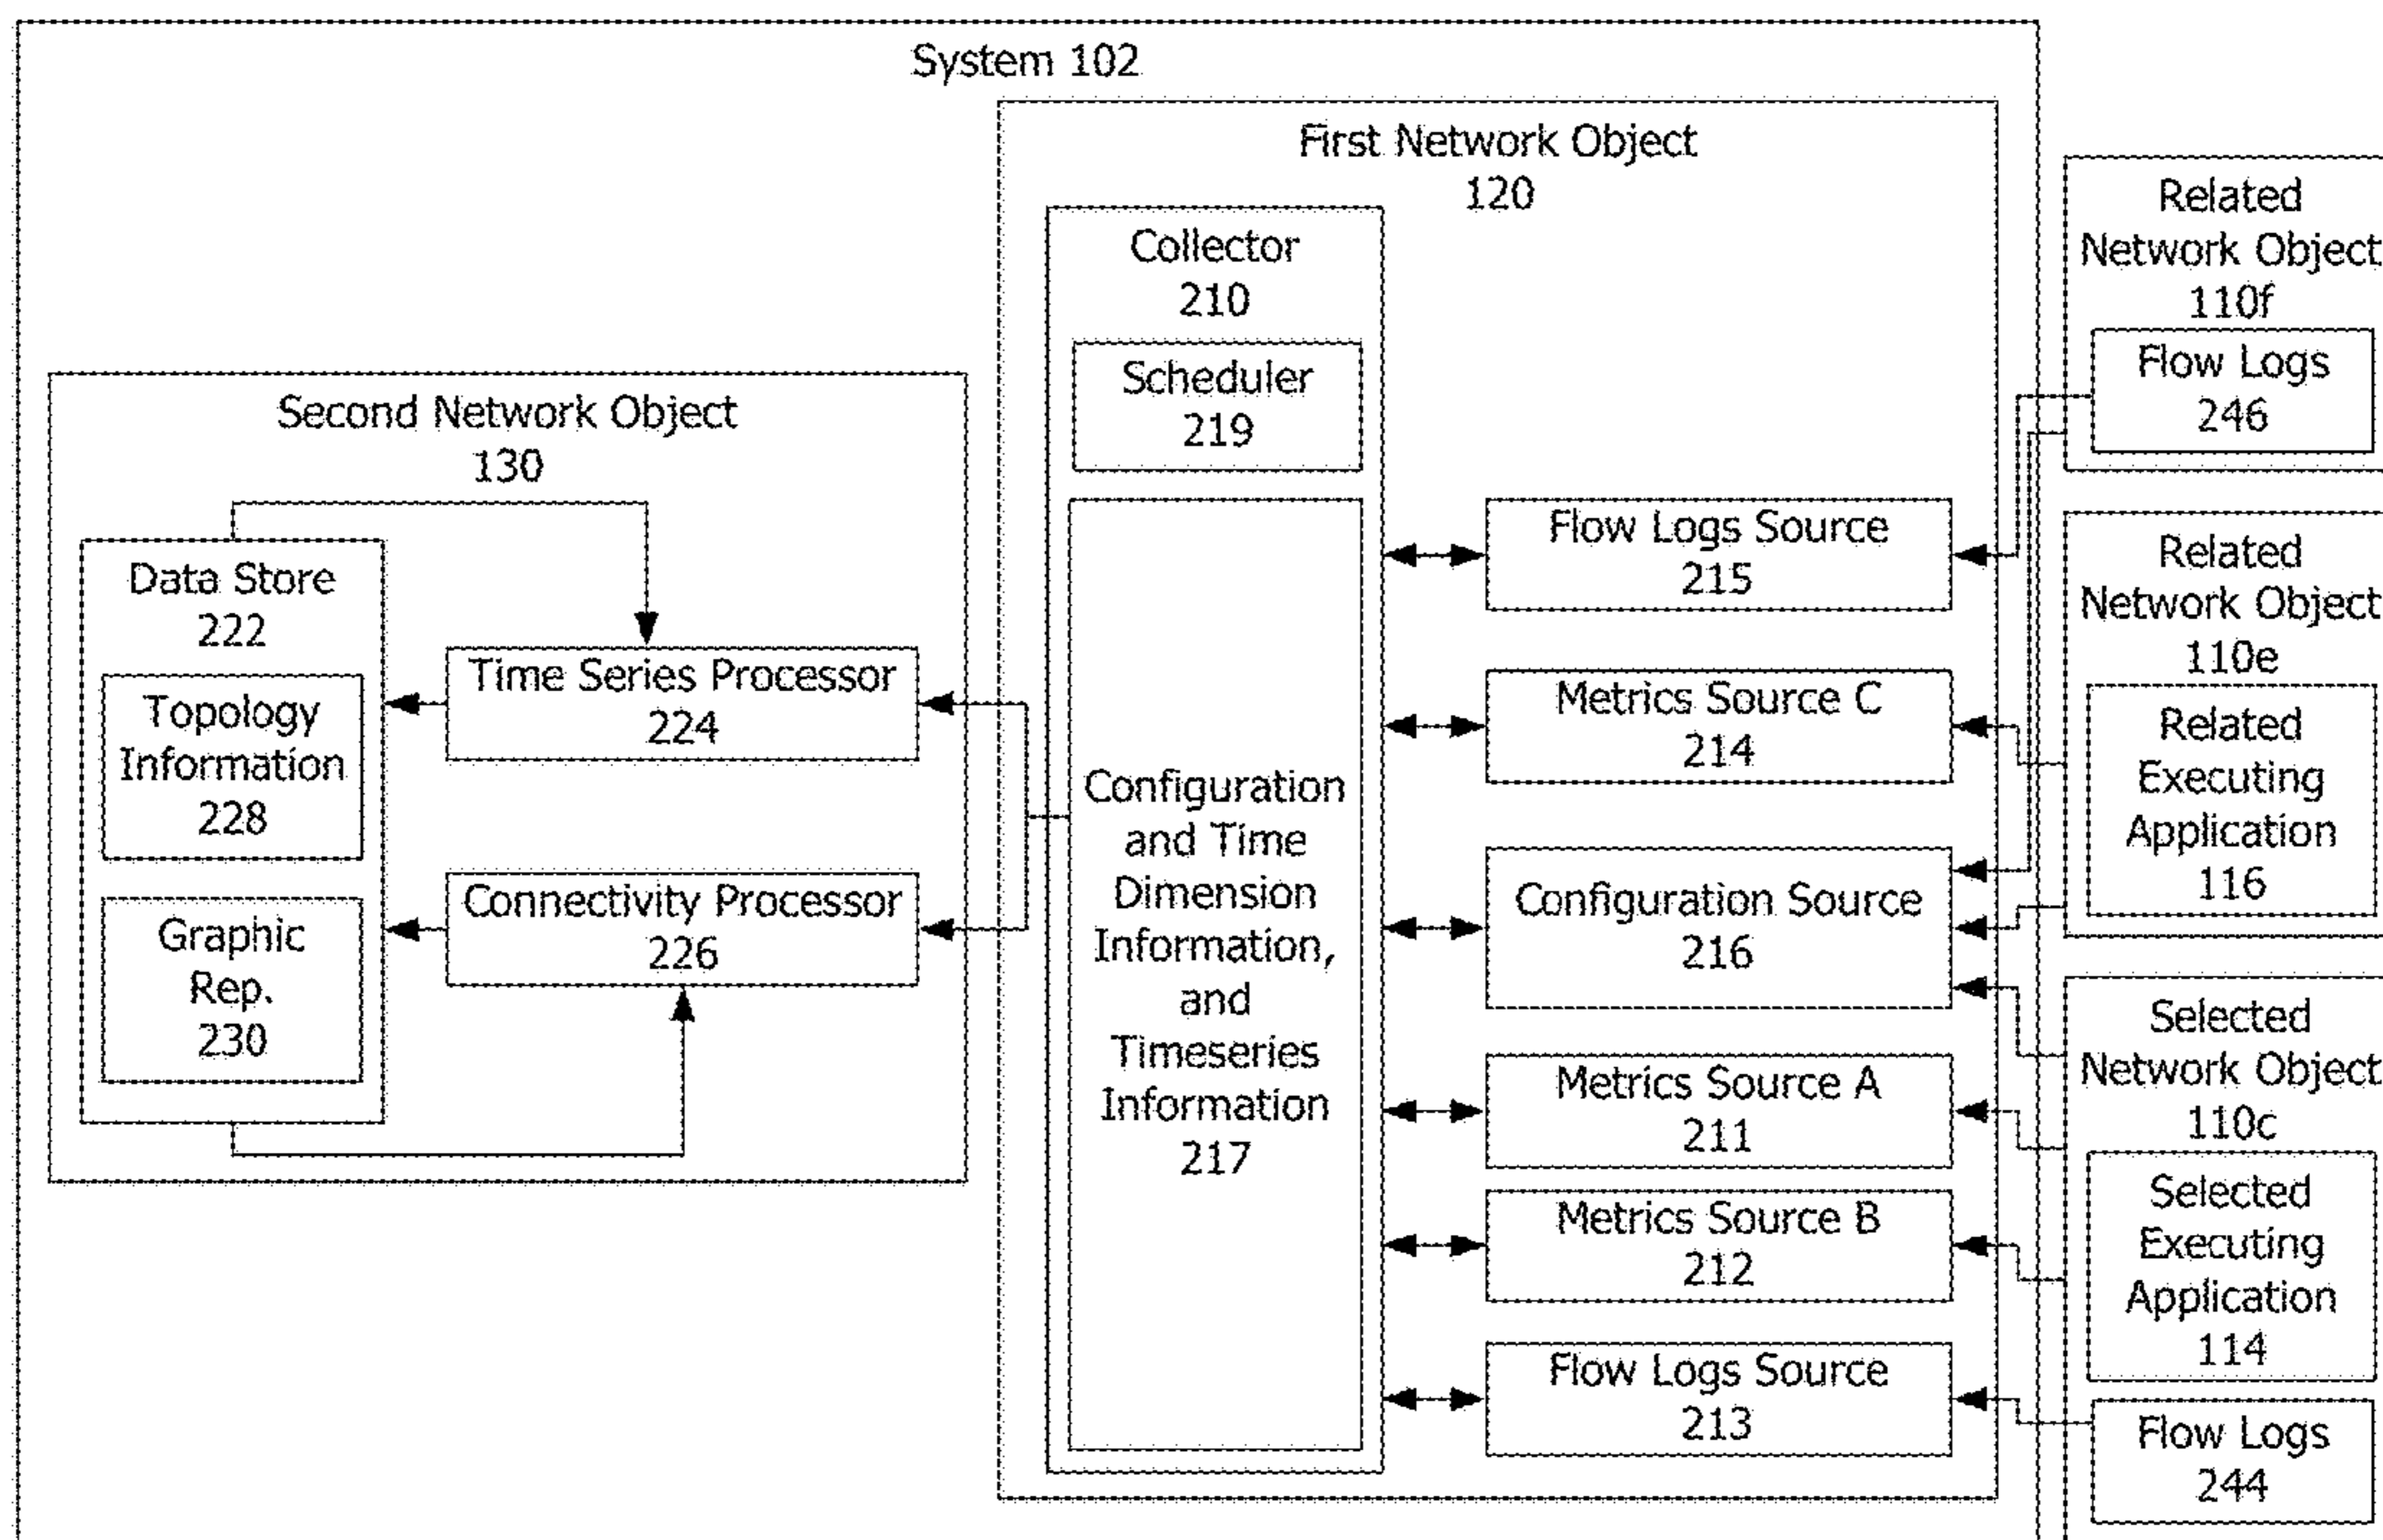 System 102
First Network Object
120
Collector
210
Scheduler
219
Configuration
and Time
Dimension
Information,
and
Timeseries
Information
217
Flow Logs Source
215
Metrics Source C
214
Configuration Source
216
Metrics Source A
211
Metrics Source B
212
Flow Logs Source
213
Second Network Object
130
Data Store
222
Topology
Information
228
Graphic
Rep.
230
Time Series Processor
224
Connectivity Processor
226
Related
Network Object
110f
Flow Logs
246
Related
Network Object
110e
Related
Executing
Application
116
Selected
Network Object
110c
Selected
Executing
Application
114
Flow Logs
244